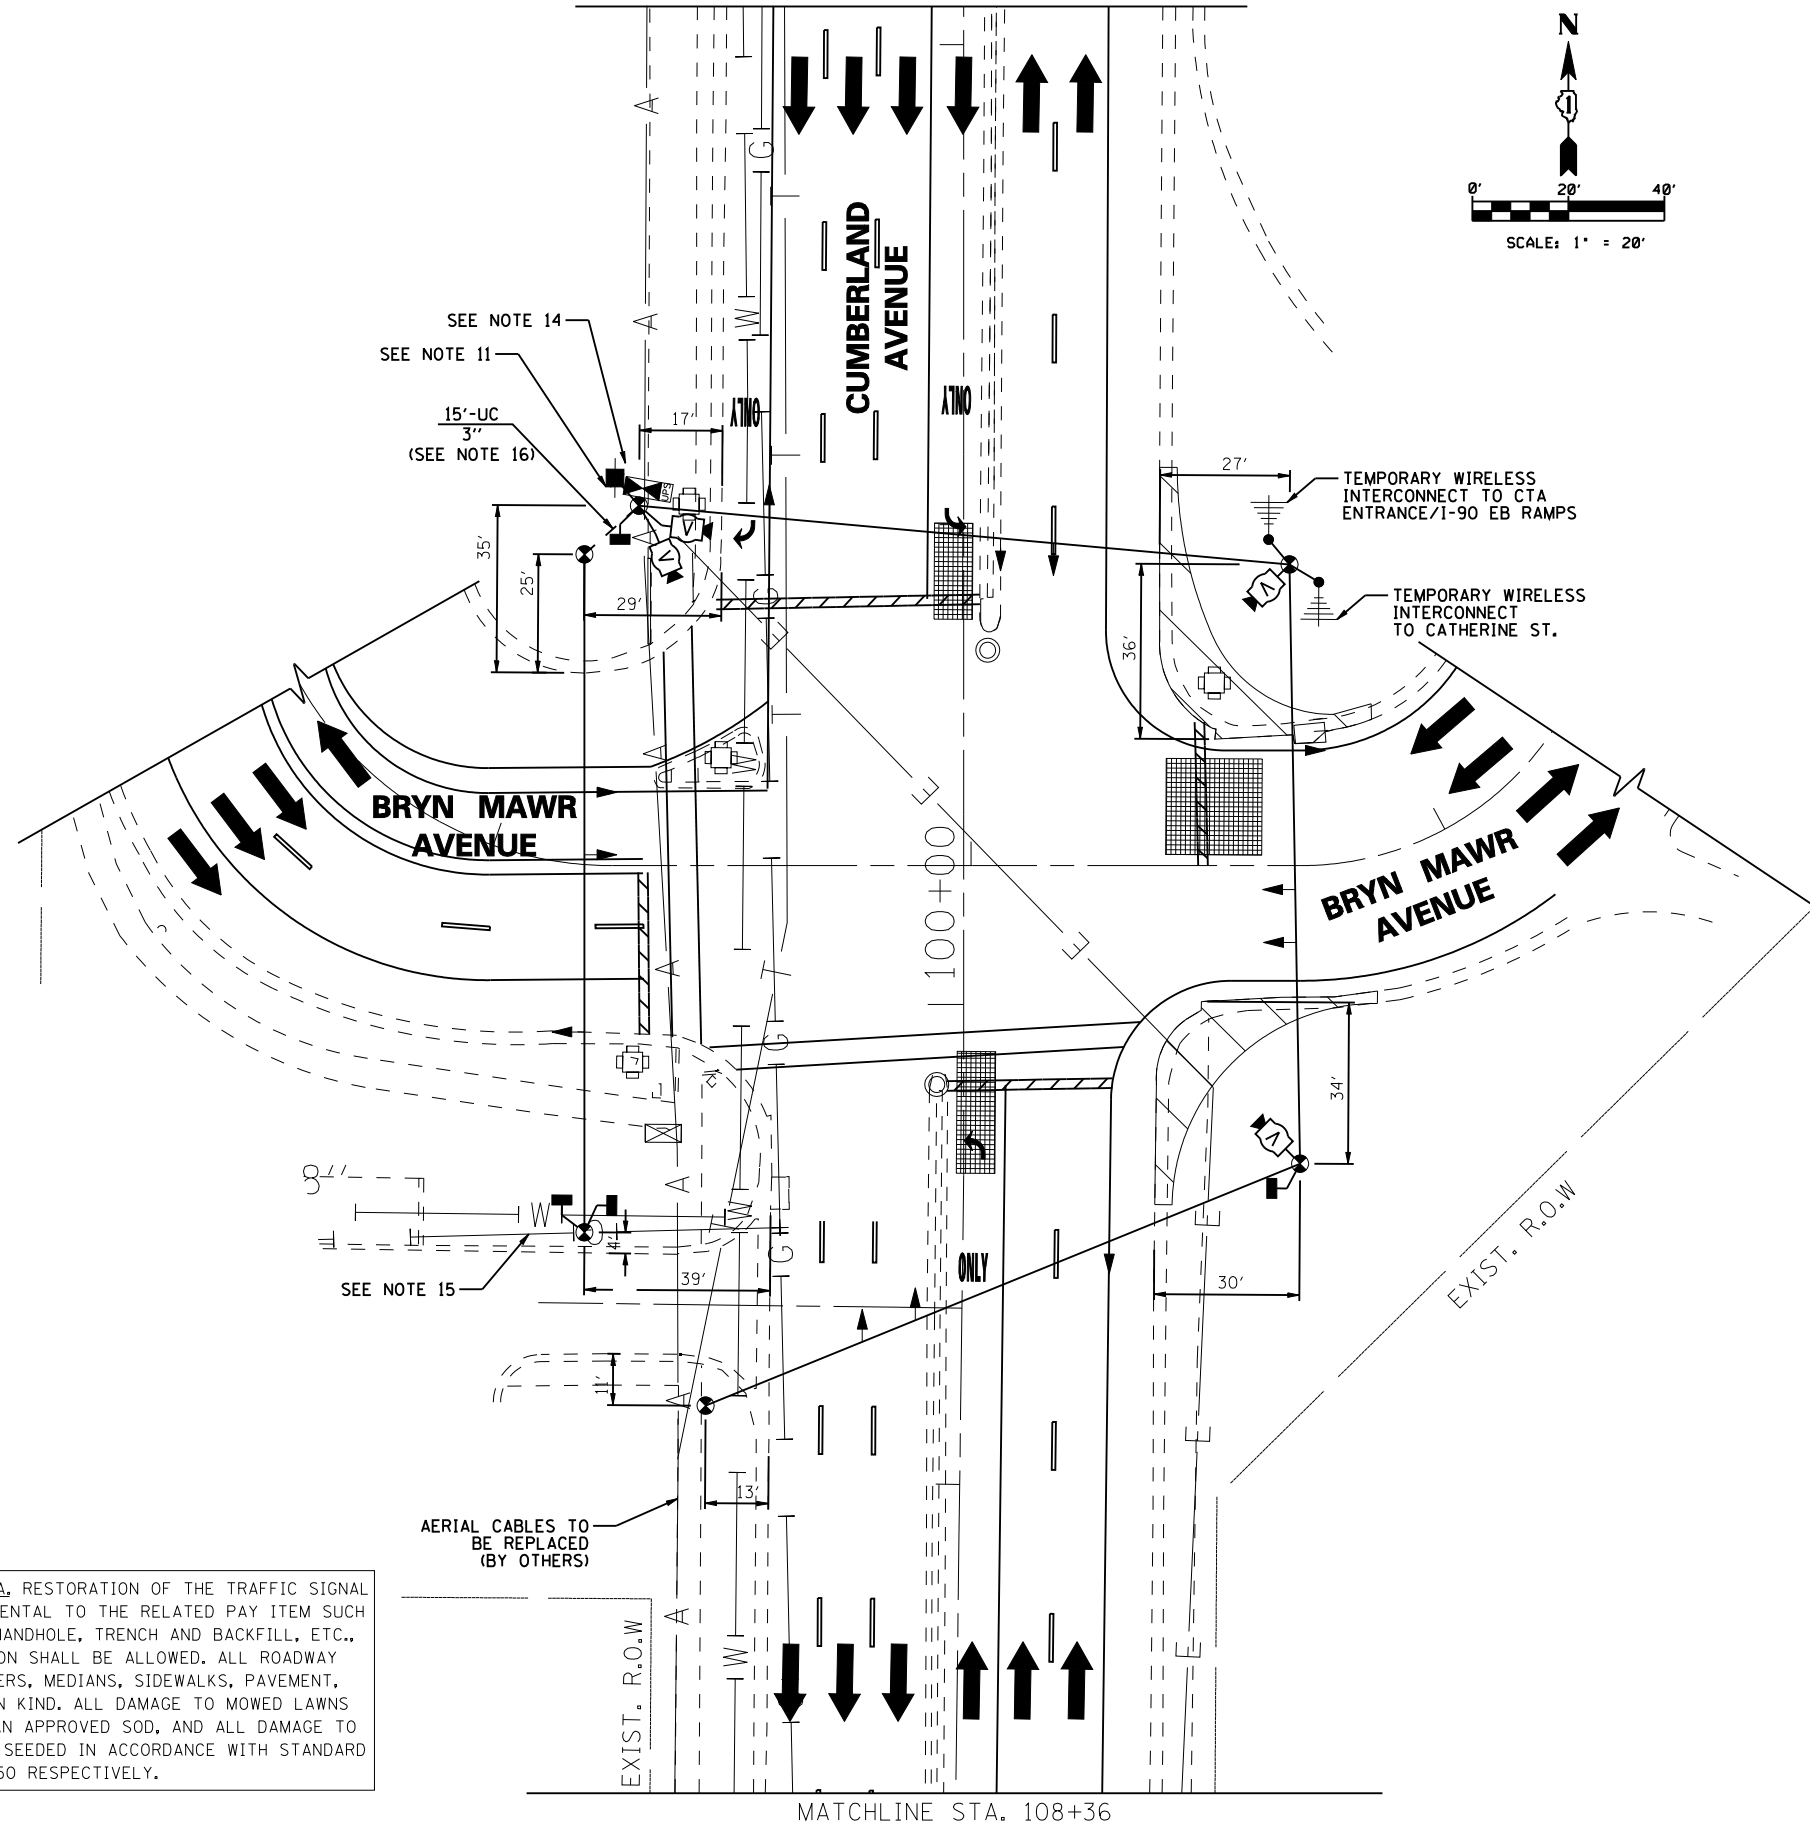 N
1
0' 20' 40'
SCALE: 1" = 20'
CUMBERLAND
AVENUE
SEE NOTE 14
SEE NOTE 11
15'-UC
3"
(SEE NOTE 16)
17'
ONLY
ONLY
UPS
35'
25'
29'
27'
36'
TEMPORARY WIRELESS
INTERCONNECT TO CTA
ENTRANCE/I-90 EB RAMPS
TEMPORARY WIRELESS
INTERCONNECT
TO CATHERINE ST.
A
A
A
A
A
A
A
A
G
W
G
W
E
E
E
V
V
V
V
BRYN MAWR
AVENUE
BRYN MAWR
AVENUE
100+00
G
34'
8''
W
W
G
4'
SEE NOTE 15
39'
ONLY
30'
EXIST. R.O.W
11'
13'
AERIAL CABLES TO
BE REPLACED
(BY OTHERS)
A. RESTORATION OF THE TRAFFIC SIGNAL
ENTAL TO THE RELATED PAY ITEM SUCH
HANDHOLE, TRENCH AND BACKFILL, ETC.,
ON SHALL BE ALLOWED. ALL ROADWAY
ERS, MEDIANS, SIDEWALKS, PAVEMENT,
N KIND. ALL DAMAGE TO MOWED LAWNS
AN APPROVED SOD, AND ALL DAMAGE TO
SEEDED IN ACCORDANCE WITH STANDARD
50 RESPECTIVELY.
EXIST. R.O.W
A
W
MATCHLINE STA. 108+36